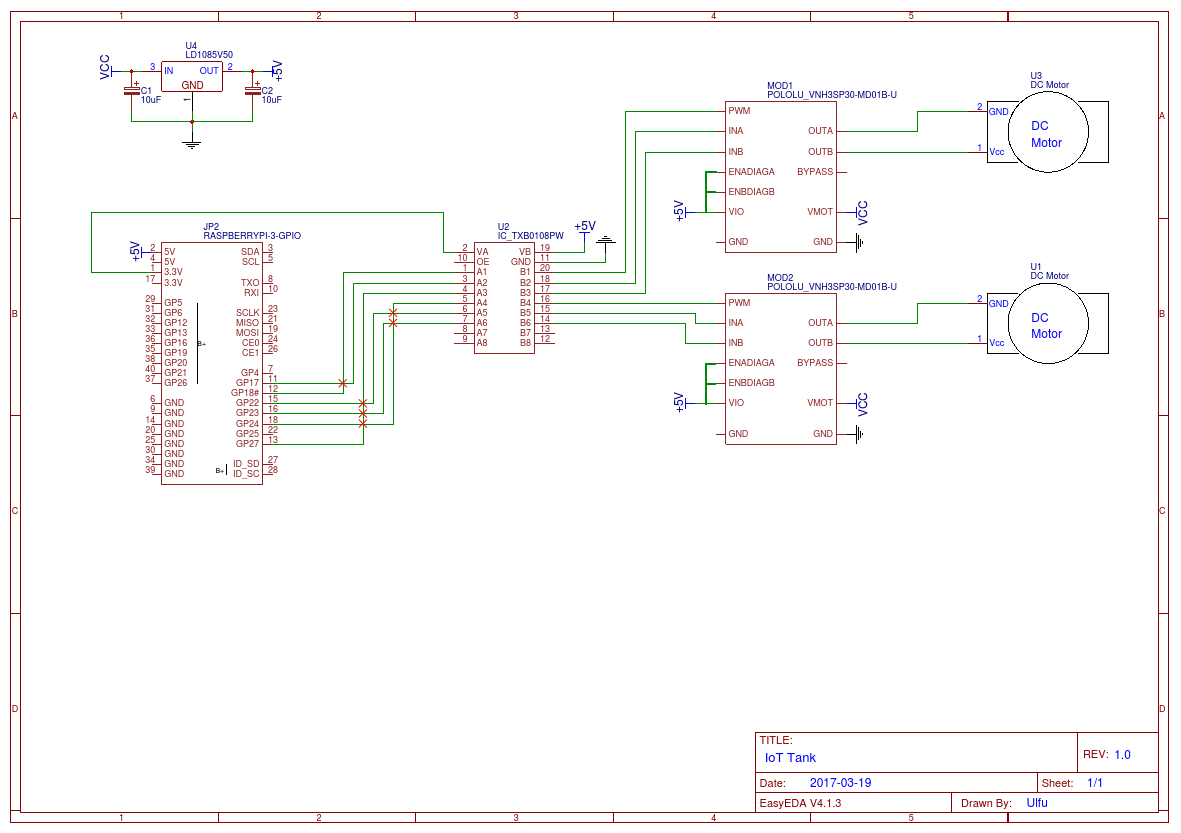 1 2 3 4 5
A A
B B
C C
D D
1 2 3 4 5
U4
LD1085V50
VCC 3 IN OUT 2 +5V
GND
1
C1
10uF
C2
10uF
JP2
RASPBERRYPI-3-GPIO
+5V
2 5V SDA 3
4 5V SCL 5
1 3.3V
17 3.3V TXO 8
RXI 10
29 GP5
31 GP6 SCLK 23
32 GP12 MISO 21
33 GP13 MOSI 19
36 GP16 B+ CE0 24
35 GP19 CE1 26
38 GP20
40 GP21 GP4 7
37 GP26 GP17 11
GP18# 12
6 GND GP22 15
9 GND GP23 16
14 GND GP24 18
20 GND GP25 22
25 GND GP27 13
30 GND
34 GND ID_SD 27
39 GND B+ ID_SC 28
U2
IC_TXB0108PW
+5V
2 VA VB 19
10 OE GND 11
1 A1 B1 20
3 A2 B2 18
4 A3 B3 17
5 A4 B4 16
6 A5 B5 15
7 A6 B6 14
8 A7 B7 13
9 A8 B8 12
MOD1
POLOLU_VNH3SP30-MD01B-U
PWM
INA OUTA
INB OUTB
ENADIAGA BYPASS
ENBDIAGB
+5V VIO VMOT VCC
GND GND
U3
DC Motor
2 GND
1 Vcc
DC
Motor
MOD2
POLOLU_VNH3SP30-MD01B-U
PWM
INA OUTA
INB OUTB
ENADIAGA BYPASS
ENBDIAGB
+5V VIO VMOT VCC
GND GND
U1
DC Motor
2 GND
1 Vcc
DC
Motor
TITLE:
IoT Tank
REV: 1.0
Date: 2017-03-19
Sheet: 1/1
EasyEDA V4.1.3
Drawn By: Ulfu